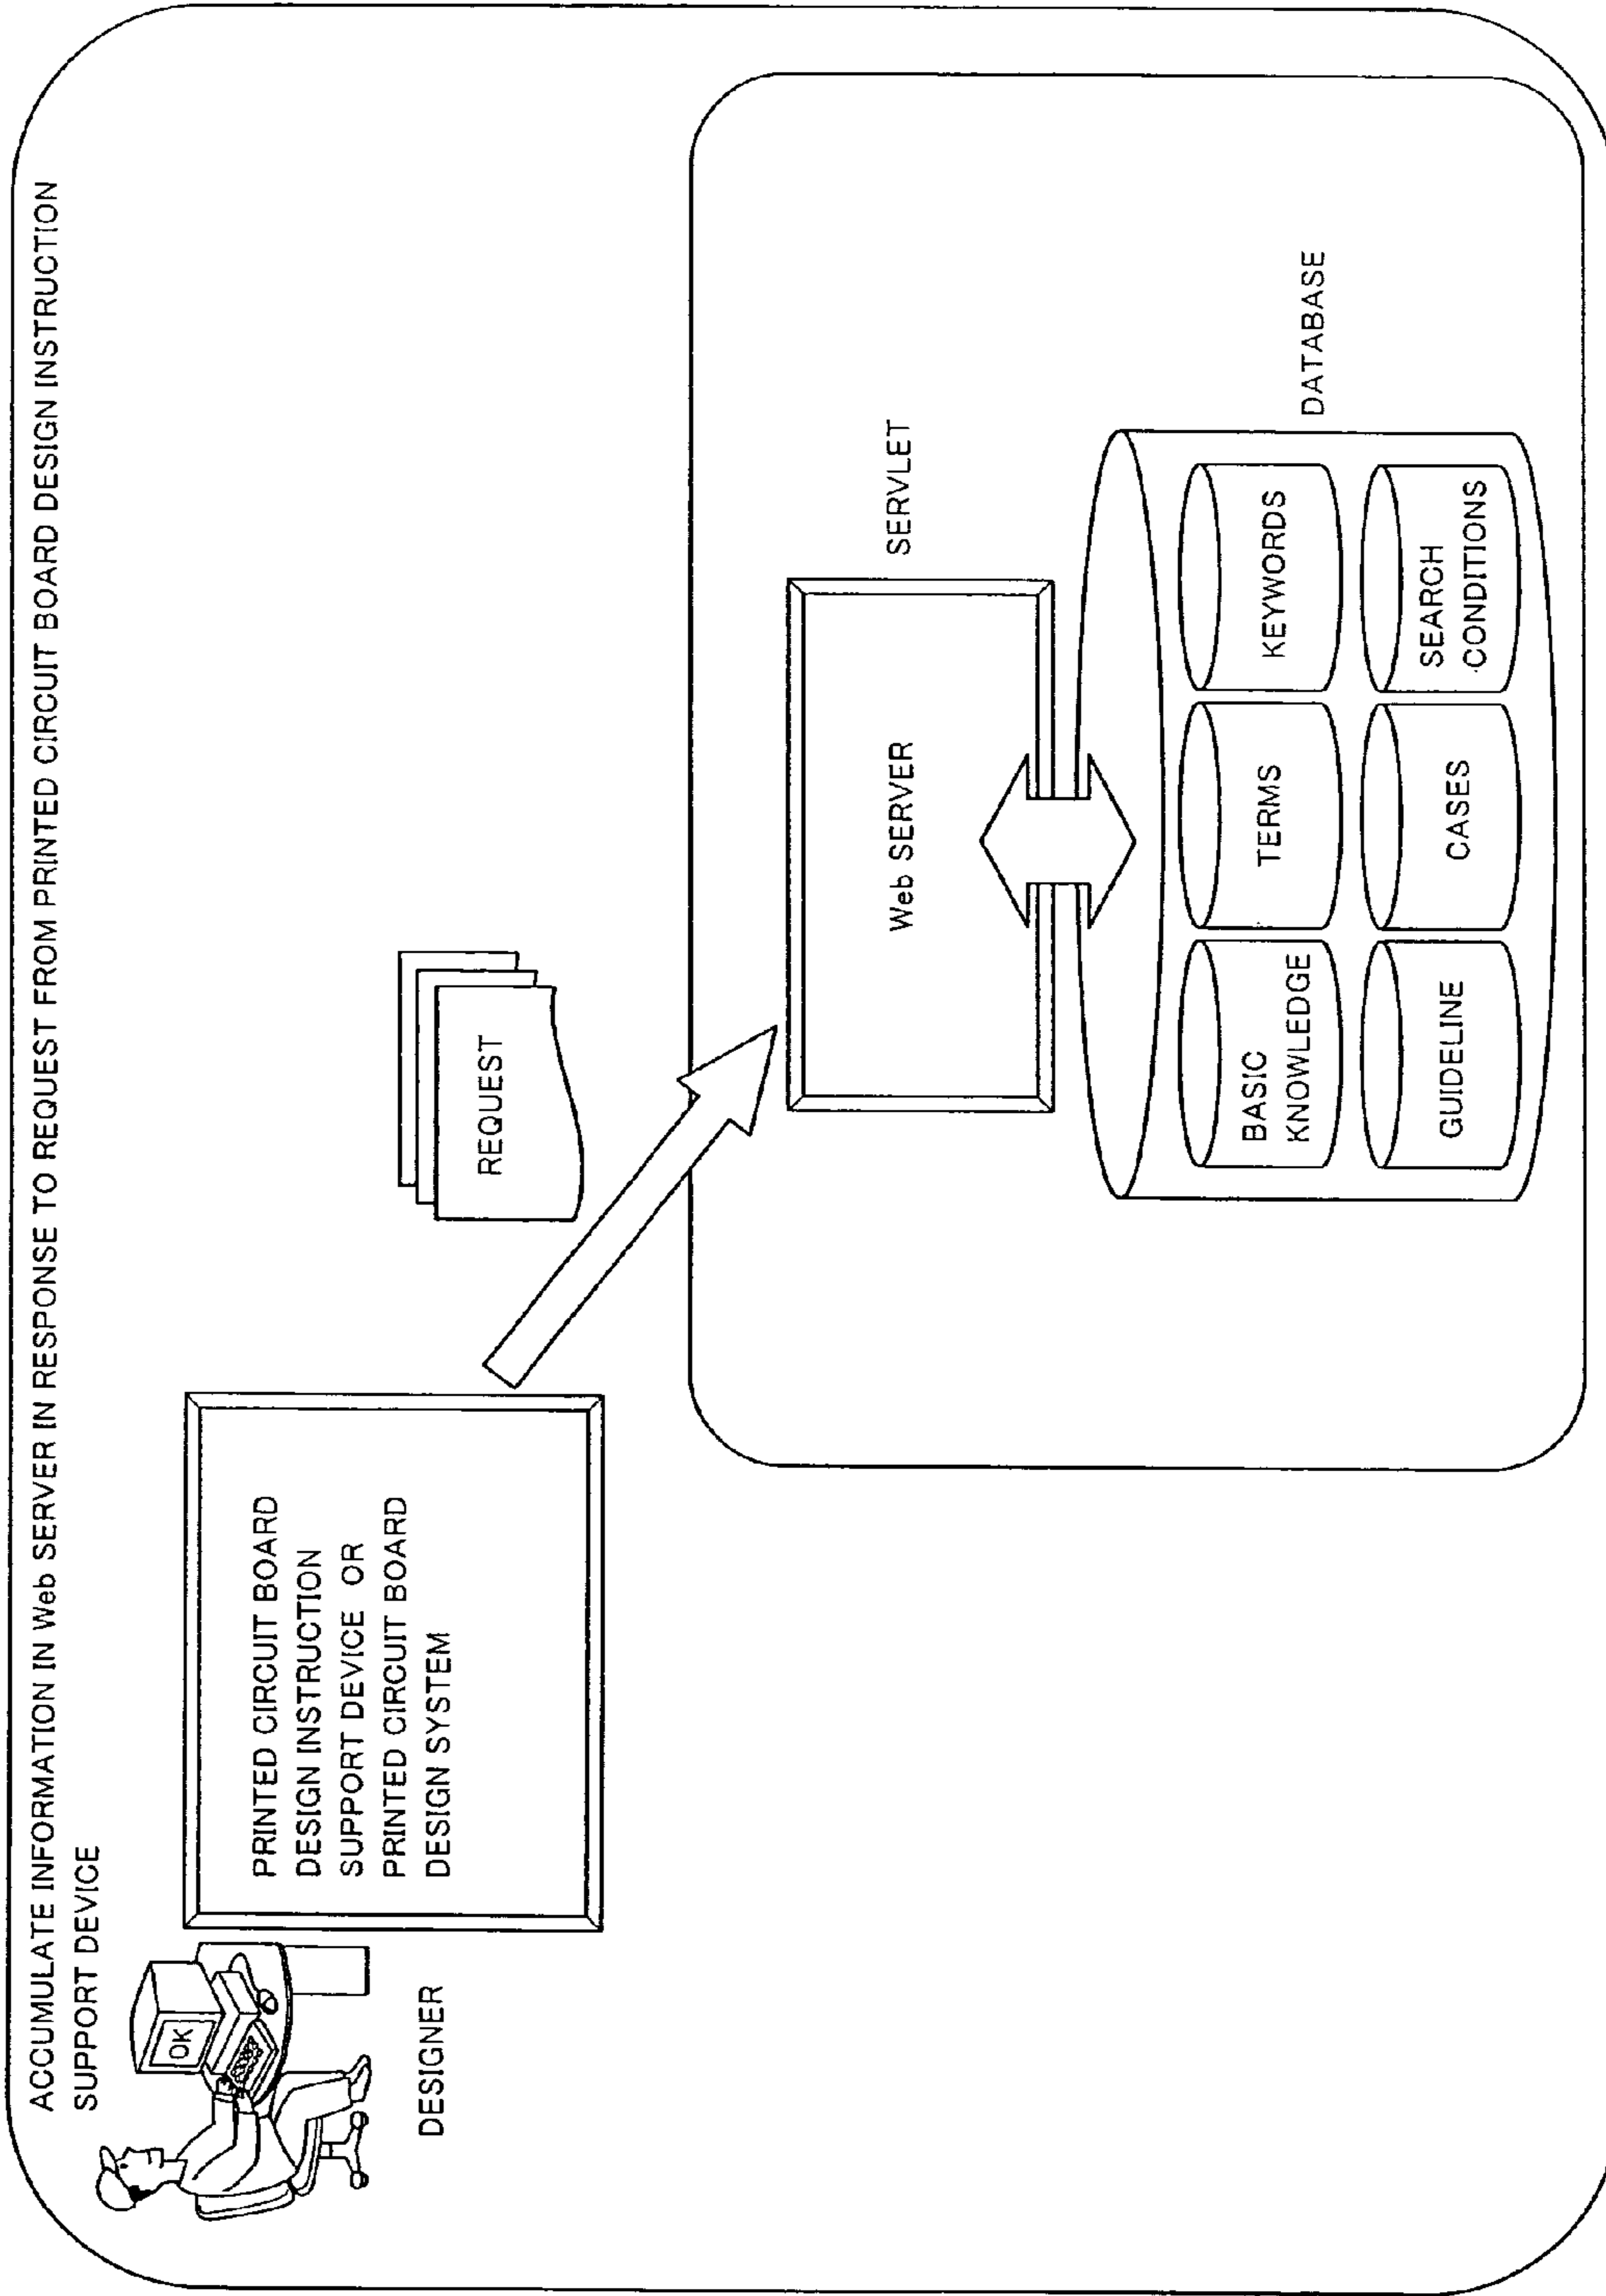 ACCUMULATE INFORMATION IN Web SERVER IN RESPONSE TO REQUEST FROM PRINTED CIRCUIT BOARD DESIGN INSTRUCTION
SUPPORT DEVICE
OK
DESIGNER
PRINTED CIRCUIT BOARD
DESIGN INSTRUCTION
SUPPORT DEVICE OR
PRINTED CIRCUIT BOARD
DESIGN SYSTEM
REQUEST
Web SERVER
SERVLET
BASIC
KNOWLEDGE
TERMS
KEYWORDS
GUIDELINE
CASES
SEARCH
CONDITIONS
DATABASE